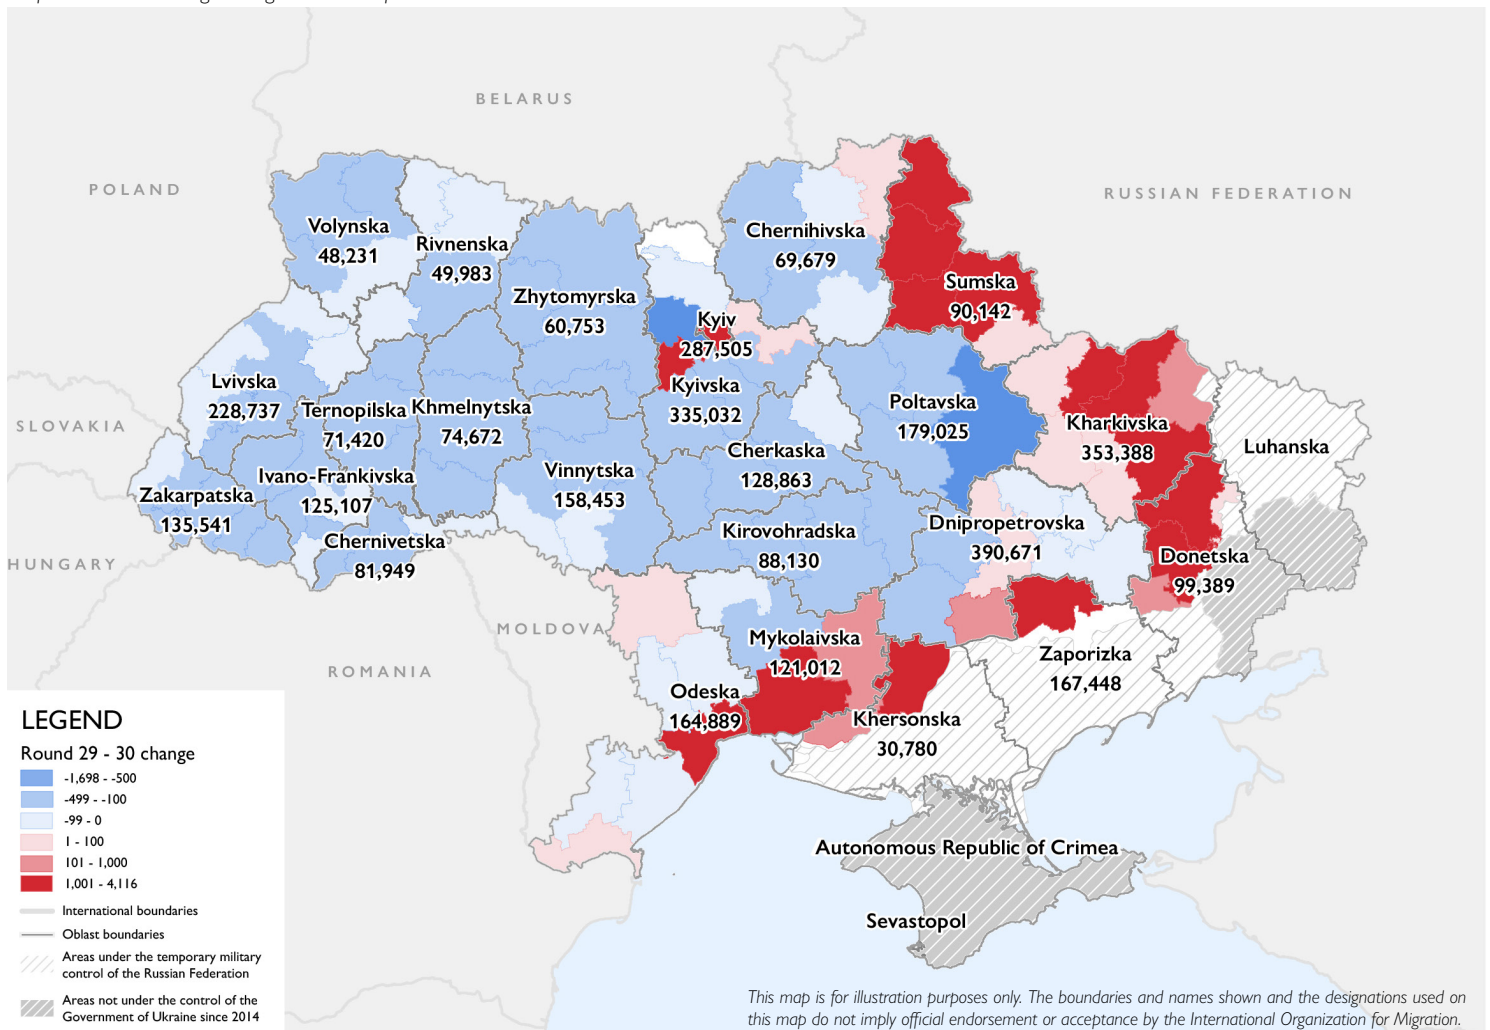 BELARUS
POLAND
RUSSIAN FEDERATION
Volynska
48,231
Rivnenska
49,983
Chernihivska
69,679
Zhytomyrska
60,753
Sumska
90,142
Kyiv
287,505
Kyivska
335,032
Lvivska
228,737
Ternopilska
71,420
Khmelnytska
74,672
Poltavska
179,025
Kharkivska
353,388
Luhanska
SLOVAKIA
Cherkaska
128,863
Ivano-Frankivska
125,107
Vinnytska
158,453
Zakarpatska
135,541
Chernivetska
81,949
Kirovohradska
88,130
Dnipropetrovska
390,671
Donetska
99,389
HUNGARY
MOLDOVA
ROMANIA
Mykolaivska
121,012
Zaporizka
167,448
Odeska
164,889
Khersonska
30,780
Autonomous Republic of Crimea
Sevastopol
LEGEND
Round 29 - 30 change
-1,698 - -500
-499 - -100
-99 - 0
1 - 100
101 - 1,000
1,001 - 4,116
International boundaries
Oblast boundaries
Areas under the temporary military
control of the Russian Federation
Areas not under the control of the
Government of Ukraine since 2014
This map is for illustration purposes only. The boundaries and names shown and the designations used on
this map do not imply official endorsement or acceptance by the International Organization for Migration.